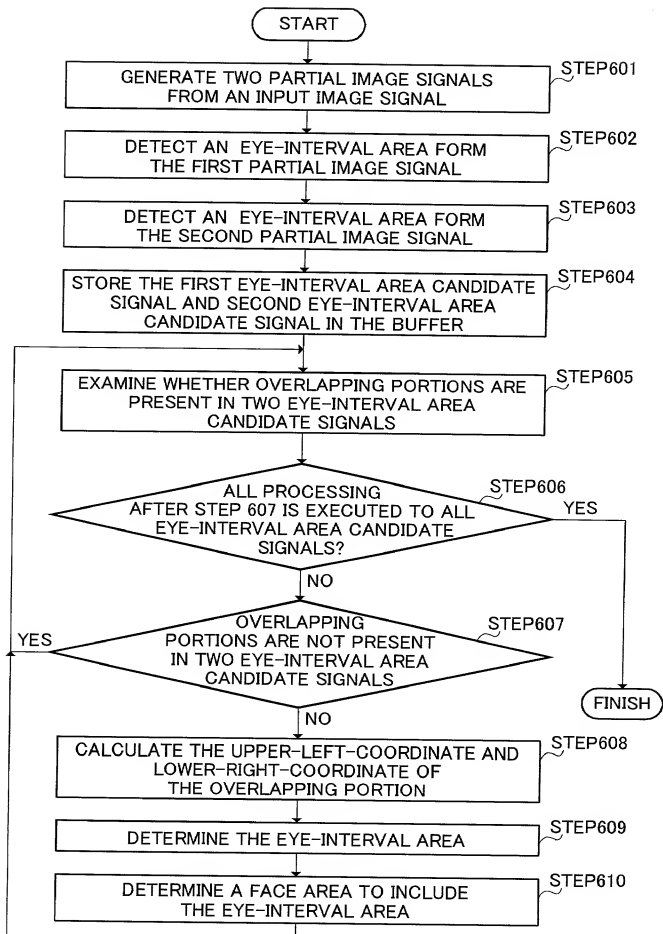 START
STEP601
GENERATE TWO PARTIAL IMAGE SIGNALS
FROM AN INPUT IMAGE SIGNAL
STEP602
DETECT AN EYE-INTERVAL AREA FORM
THE FIRST PARTIAL IMAGE SIGNAL
STEP603
DETECT AN EYE-INTERVAL AREA FORM
THE SECOND PARTIAL IMAGE SIGNAL
STEP604
STORE THE FIRST EYE-INTERVAL AREA CANDIDATE
SIGNAL AND SECOND EYE-INTERVAL AREA
CANDIDATE SIGNAL IN THE BUFFER
STEP605
EXAMINE WHETHER OVERLAPPING PORTIONS ARE
PRESENT IN TWO EYE-INTERVAL AREA
CANDIDATE SIGNALS
STEP606
ALL PROCESSING
AFTER STEP 607 IS EXECUTED TO ALL
EYE-INTERVAL AREA CANDIDATE
SIGNALS?
YES
NO
STEP607
OVERLAPPING
PORTIONS ARE NOT PRESENT
IN TWO EYE-INTERVAL AREA
CANDIDATE SIGNALS
YES
NO
FINISH
STEP608
CALCULATE THE UPPER-LEFT-COORDINATE AND
LOWER-RIGHT-COORDINATE OF
THE OVERLAPPING PORTION
STEP609
DETERMINE THE EYE-INTERVAL AREA
STEP610
DETERMINE A FACE AREA TO INCLUDE
THE EYE-INTERVAL AREA